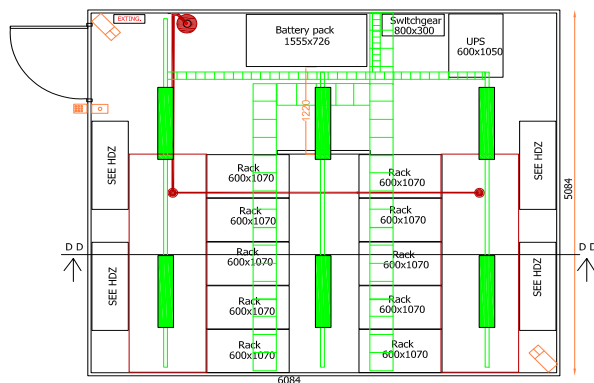 EXTING.
Battery pack
1555x726
Switchgear
800x300
UPS
600x1050
1220
SEE HDZ
SEE HDZ
Rack
600x1070
Rack
600x1070
5084
Rack
600x1070
Rack
600x1070
D D
D D
Rack
600x1070
Rack
600x1070
SEE HDZ
SEE HDZ
Rack
600x1070
Rack
600x1070
Rack
600x1070
Rack
600x1070
6084